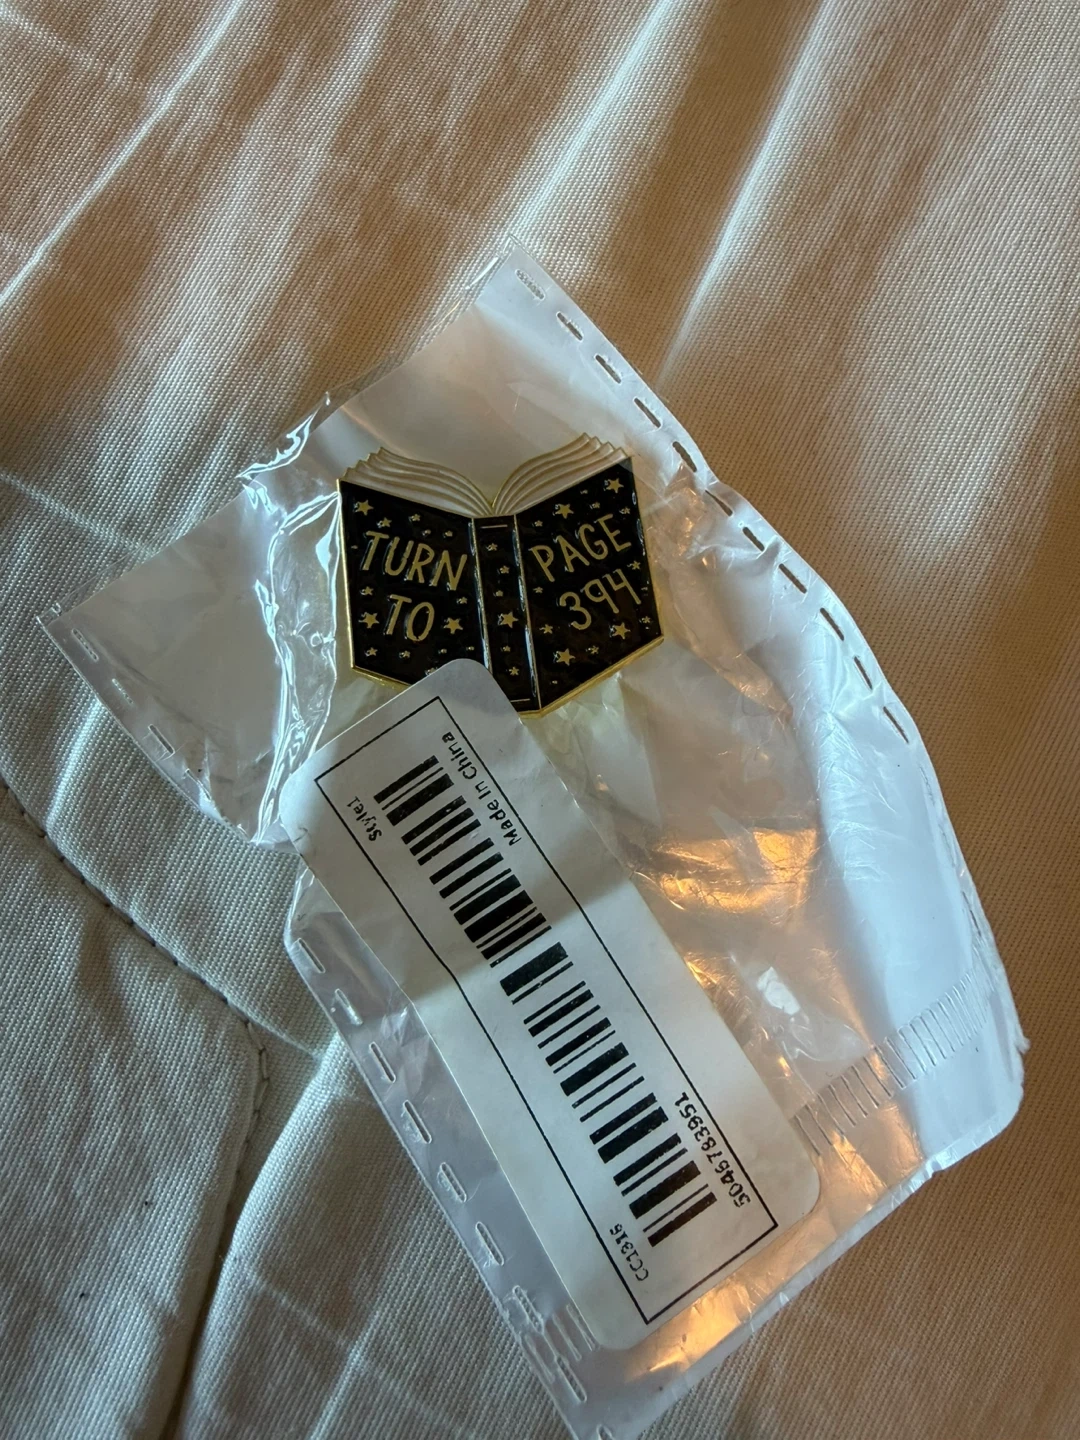 TURN
TO
PAGE
394
Style1
Made In China
CC1316
5046783951